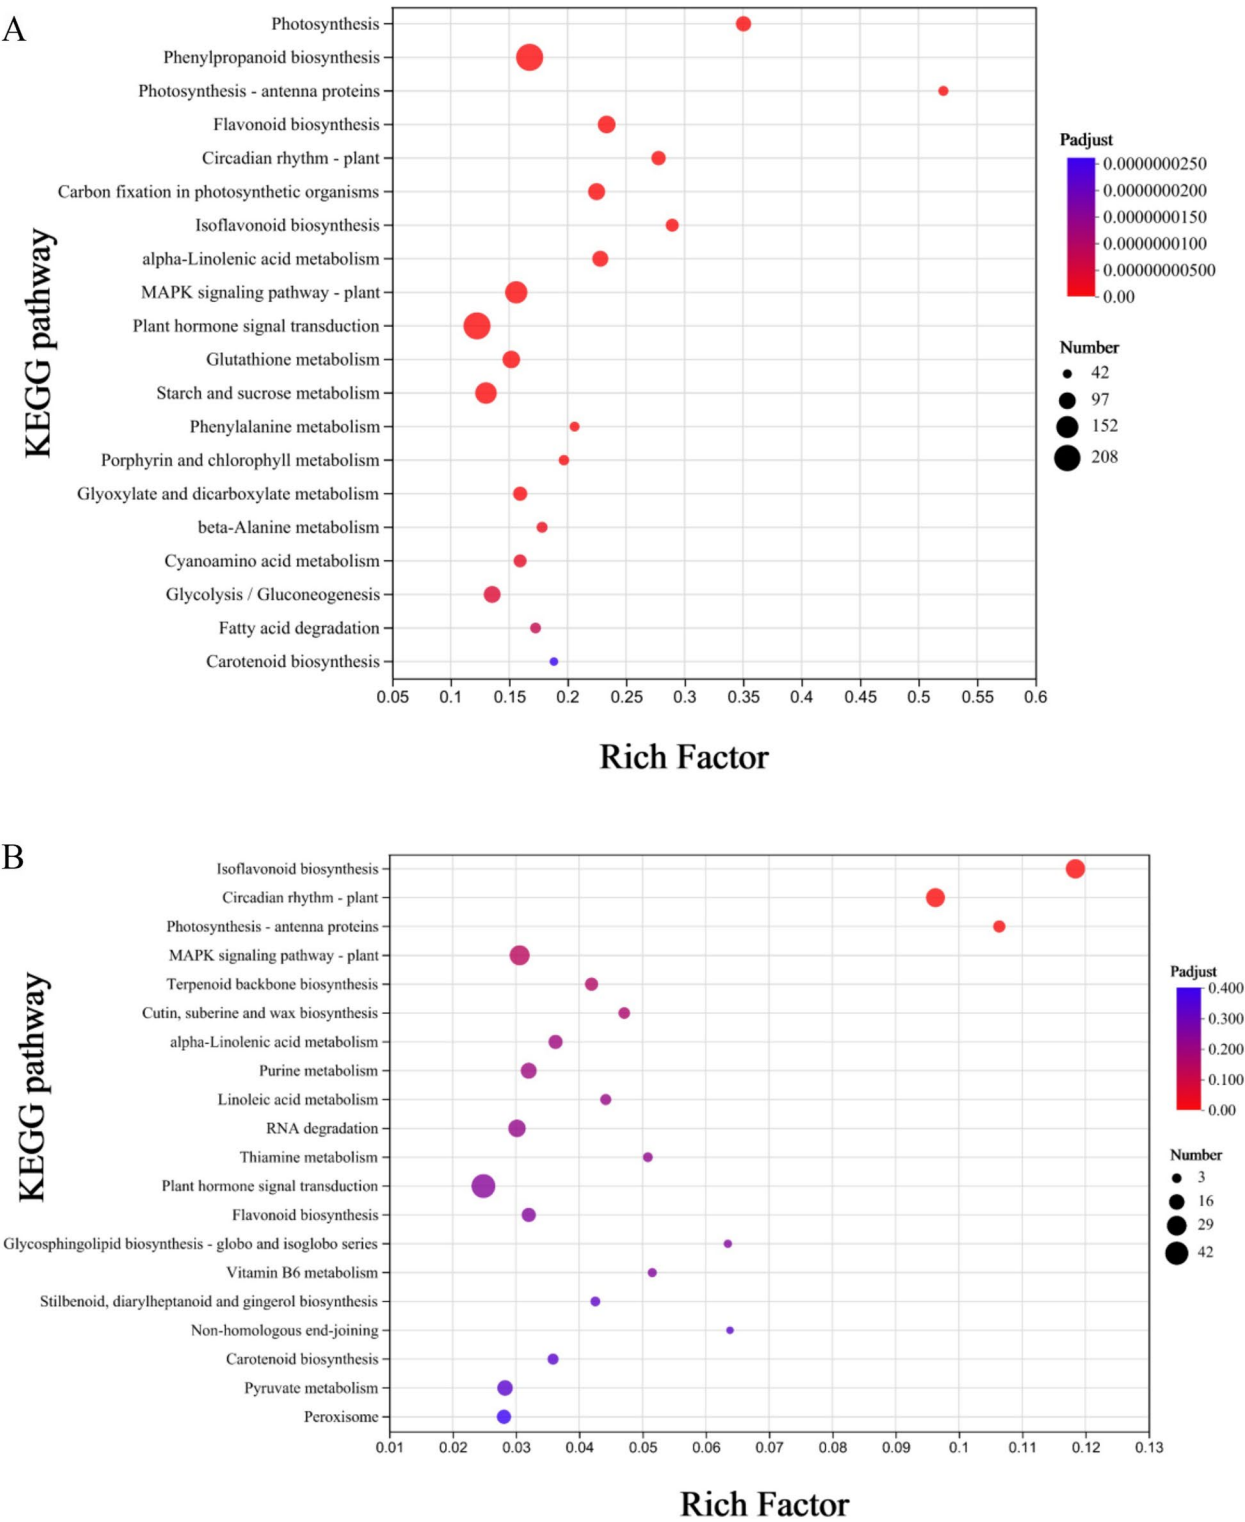 A
KEGG pathway
Photosynthesis
Phenylpropanoid biosynthesis
Photosynthesis - antenna proteins
Flavonoid biosynthesis
Circadian rhythm - plant
Carbon fixation in photosynthetic organisms
Isoflavonoid biosynthesis
alpha-Linolenic acid metabolism
MAPK signaling pathway - plant
Plant hormone signal transduction
Glutathione metabolism
Starch and sucrose metabolism
Phenylalanine metabolism
Porphyrin and chlorophyll metabolism
Glyoxylate and dicarboxylate metabolism
beta-Alanine metabolism
Cyanoamino acid metabolism
Glycolysis / Gluconeogenesis
Fatty acid degradation
Carotenoid biosynthesis
0.05 0.1 0.15 0.2 0.25 0.3 0.35 0.4 0.45 0.5 0.55 0.6
Rich Factor
Padjust
0.0000000250
0.0000000200
0.0000000150
0.0000000100
0.00000000500
0.00
Number
42
97
152
208
B
KEGG pathway
Isoflavonoid biosynthesis
Circadian rhythm - plant
Photosynthesis - antenna proteins
MAPK signaling pathway - plant
Terpenoid backbone biosynthesis
Cutin, suberine and wax biosynthesis
alpha-Linolenic acid metabolism
Purine metabolism
Linoleic acid metabolism
RNA degradation
Thiamine metabolism
Plant hormone signal transduction
Flavonoid biosynthesis
Glycosphingolipid biosynthesis - globo and isoglobo series
Vitamin B6 metabolism
Stilbenoid, diarylheptanoid and gingerol biosynthesis
Non-homologous end-joining
Carotenoid biosynthesis
Pyruvate metabolism
Peroxisome
0.01 0.02 0.03 0.04 0.05 0.06 0.07 0.08 0.09 0.1 0.11 0.12 0.13
Rich Factor
Padjust
0.400
0.300
0.200
0.100
0.00
Number
3
16
29
42